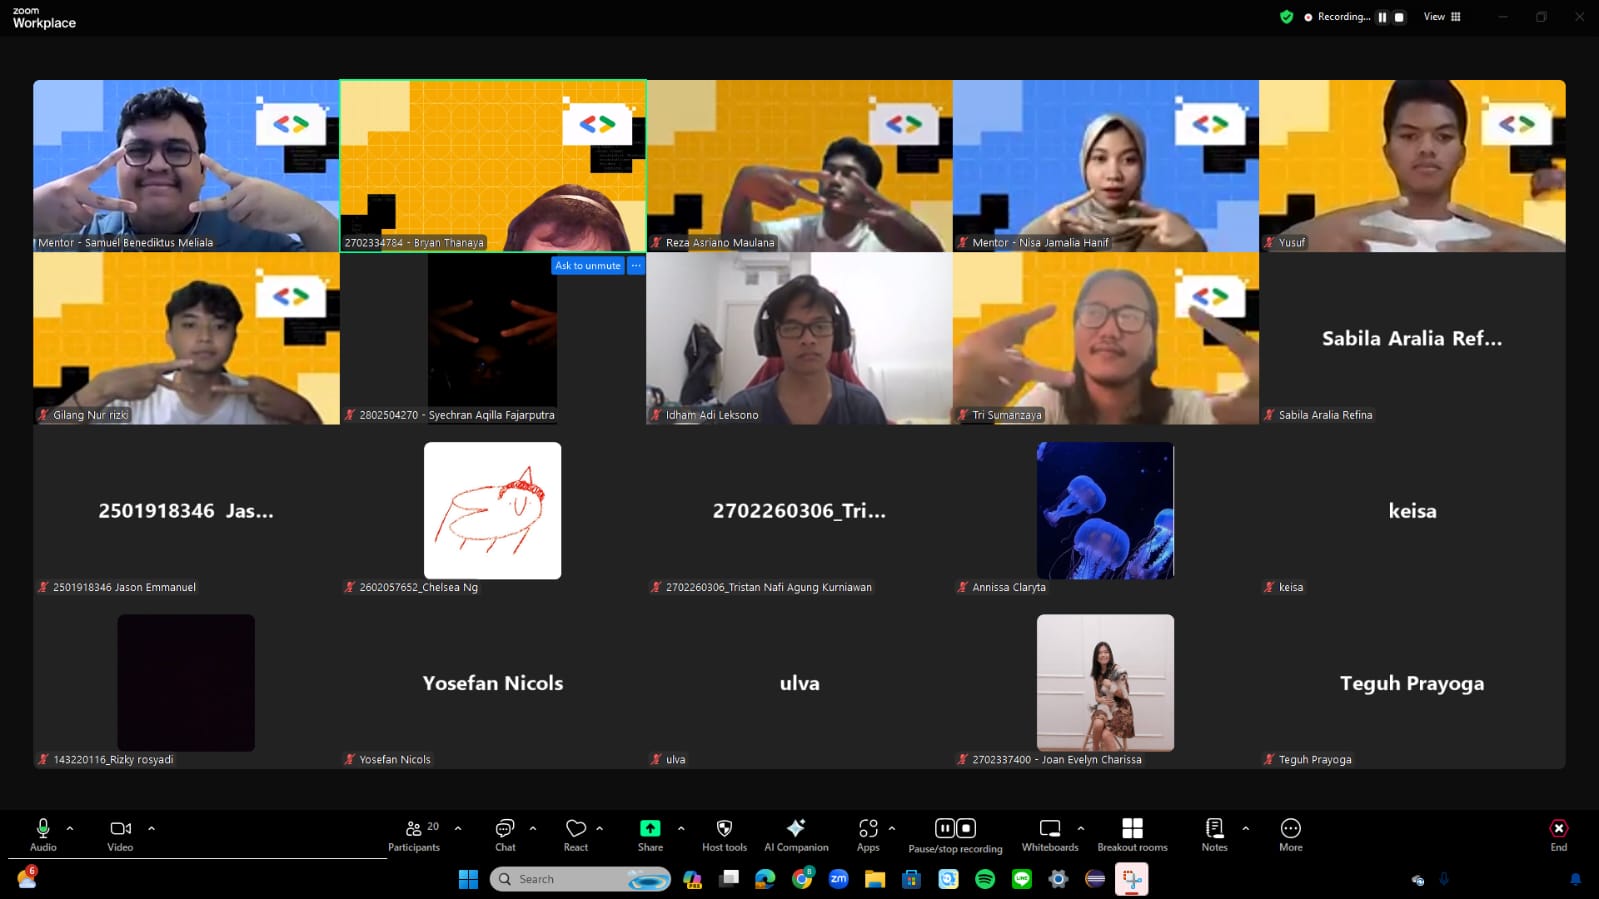 zoom
Workplace
Recording...
View
Mentor - Samuel Benediktus Meliala
2702334784 - Bryan Thanaya
Reza Asriano Maulana
Mentor - Nisa Jamalia Hanif
Yusuf
Ask to unmute
...
Gilang Nur rizki
2802504270 - Syechran Aqilla Fajarputra
Idham Adi Leksono
Tri Sumanzaya
Sabila Aralia Ref...
Sabila Aralia Refina
2501918346 Jas...
2501918346 Jason Emmanuel
2602057652_Chelsea Ng
2702260306_Tri...
2702260306_Tristan Nafi Agung Kurniawan
Annissa Claryta
keisa
keisa
143220116_Rizky rosyadi
Yosefan Nicols
Yosefan Nicols
ulva
ulva
2702337400 - Joan Evelyn Charissa
Teguh Prayoga
Teguh Prayoga
Audio
Video
20
Participants
Chat
React
Share
Host tools
AI Companion
Apps
Pause/stop recording
Whiteboards
Breakout rooms
Notes
More
End
6
Search
zm